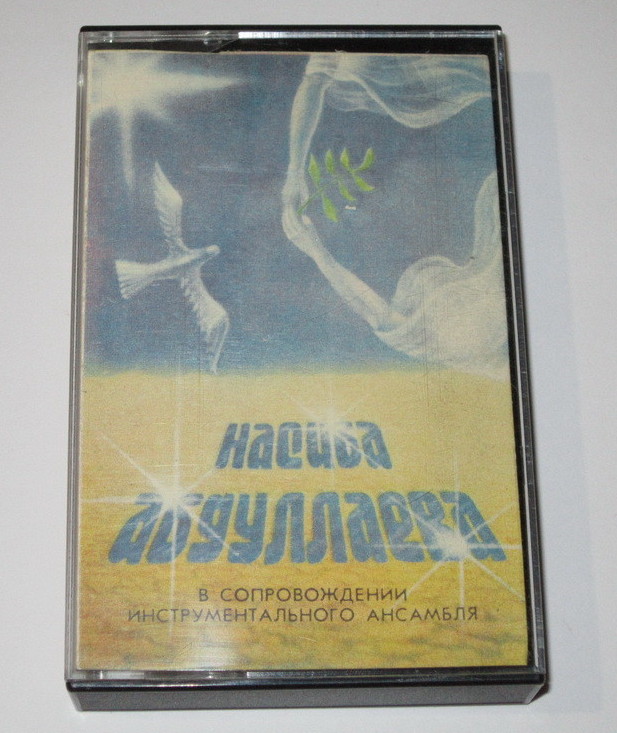 Насиба
абдуллаева
В СОПРОВОЖДЕНИИ
ИНСТРУМЕНТАЛЬНОГО АНСАМБЛЯ